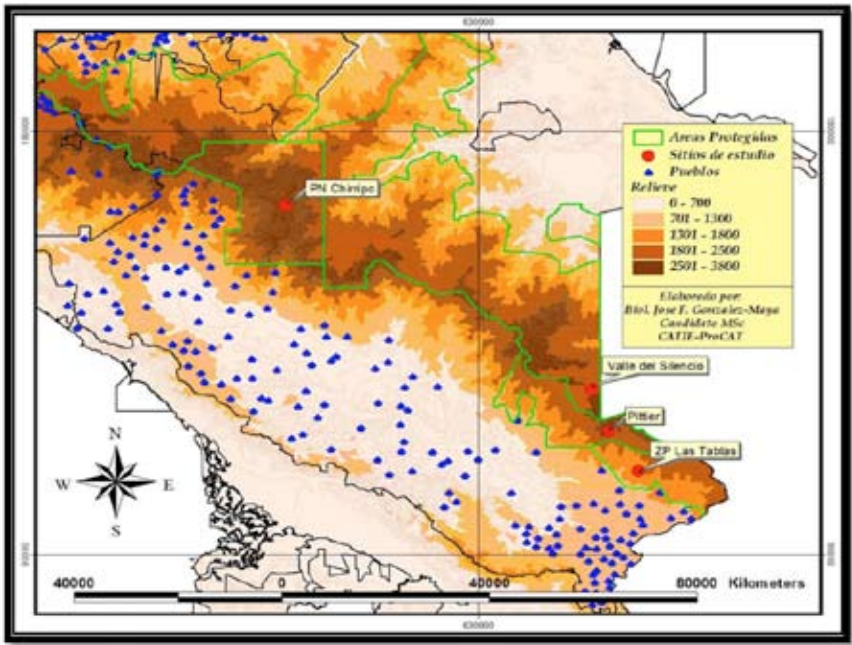 630000
PN Chirripo
Areas Protegidas
Sitios de estudio
Pueblos
Relieve
0 - 700
701 - 1300
1301 - 1800
1801 - 2500
2501 - 3800
Elaborado por:
Biol. Jose F. Gonzalez-Maya
Candidato MSc
CATIE-ProCAT
Valle del Silencio
Pittier
ZP Las Tablas
N
W
E
S
40000
0
40000
80000 Kilometers
630000